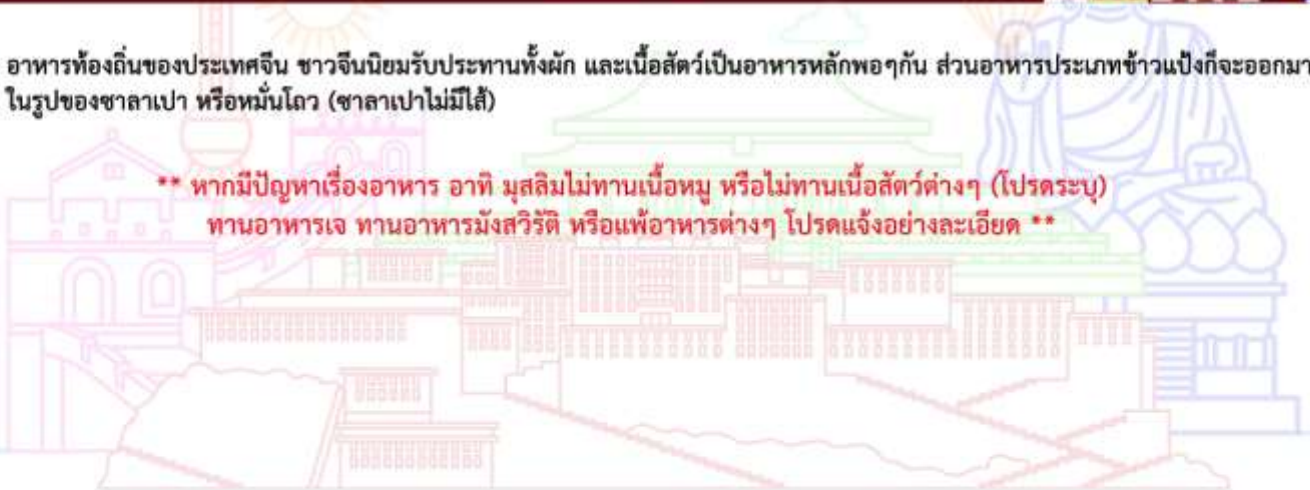 อาหารท้องถิ่นของประเทศจีน ชาวจีนนิยมรับประทานทั้งผัก และเนื้อสัตว์เป็นอาหารหลักพอๆกัน ส่วนอาหารประเภทข้าวแป้งก็จะออกมา
ในรูปของซาลาเปา หรือหมั่นโถว (ซาลาเปาไม่มีไส้)
** หากมีปัญหาเรื่องอาหาร อาทิ มุสลิมไม่ทานเนื้อหมู หรือไม่ทานเนื้อสัตว์ต่างๆ (โปรดระบุ)
ทานอาหารเจ ทานอาหารมังสวิรัติ หรือแพ้อาหารต่างๆ โปรดแจ้งอย่างละเอียด **